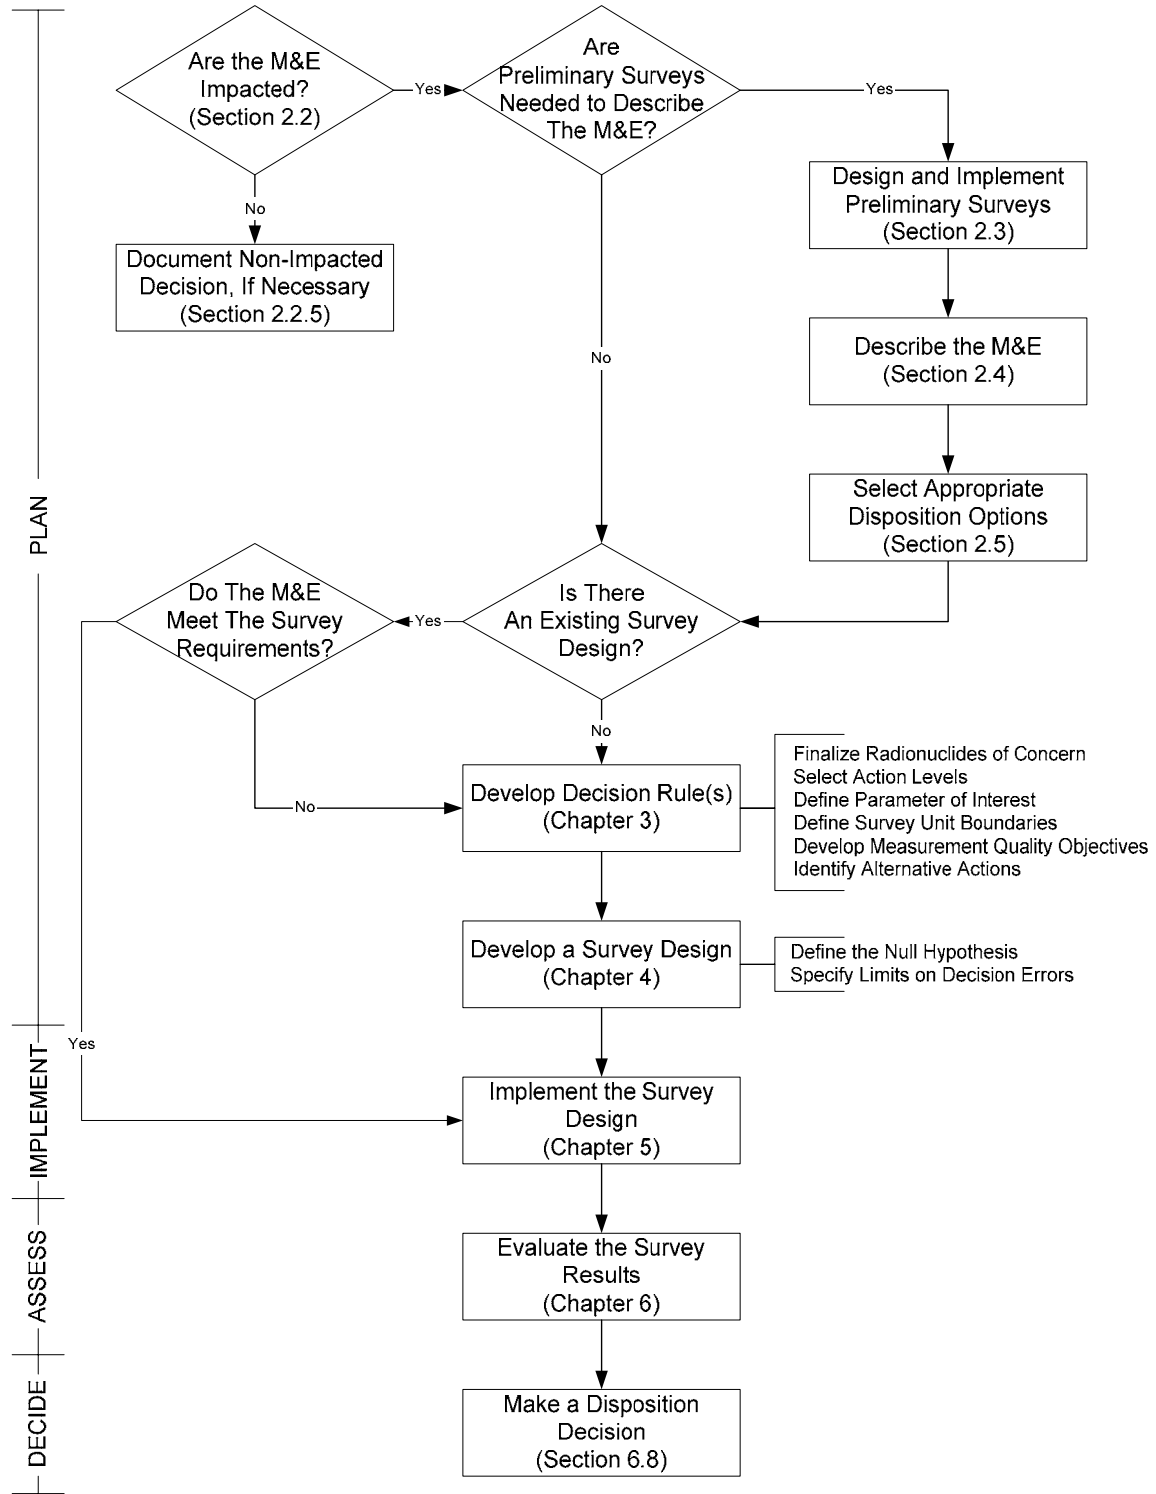 Are the M&E
Impacted?
(Section 2.2)
Yes
Are
Preliminary Surveys
Needed to Describe
The M&E?
Yes
No
Document Non-Impacted
Decision, If Necessary
(Section 2.2.5)
Design and Implement
Preliminary Surveys
(Section 2.3)
No
Describe the M&E
(Section 2.4)
Select Appropriate
Disposition Options
(Section 2.5)
PLAN
Do The M&E
Meet The Survey
Requirements?
Yes
Is There
An Existing Survey
Design?
No
No
Develop Decision Rule(s)
(Chapter 3)
Finalize Radionuclides of Concern
Select Action Levels
Define Parameter of Interest
Define Survey Unit Boundaries
Develop Measurement Quality Objectives
Identify Alternative Actions
Develop a Survey Design
(Chapter 4)
Define the Null Hypothesis
Specify Limits on Decision Errors
Yes
IMPLEMENT
Implement the Survey
Design
(Chapter 5)
ASSESS
Evaluate the Survey
Results
(Chapter 6)
DECIDE
Make a Disposition
Decision
(Section 6.8)